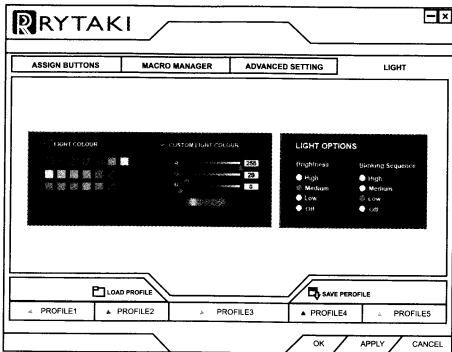 RYTAKI
ASSIGN BUTTONS
MACRO MANAGER
ADVANCED SETTING
LIGHT
LIGHT COLOUR
CUSTOM LIGHT COLOUR
255
29
0
LIGHT OPTIONS
Brightness
Blinking Sequence
High
High
Medium
Medium
Low
Low
Off
Off
LOAD PROFILE
SAVE PEROFILE
PROFILE1
PROFILE2
PROFILE3
PROFILE4
PROFILE5
OK
APPLY
CANCEL